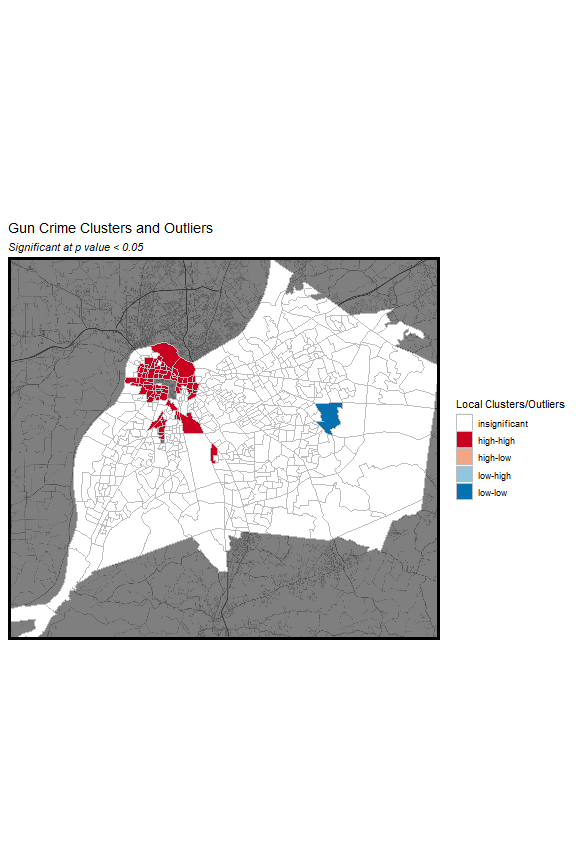 Gun Crime Clusters and Outliers
Significant at p value < 0.05
Local Clusters/Outliers
insignificant
high-high
high-low
low-high
low-low